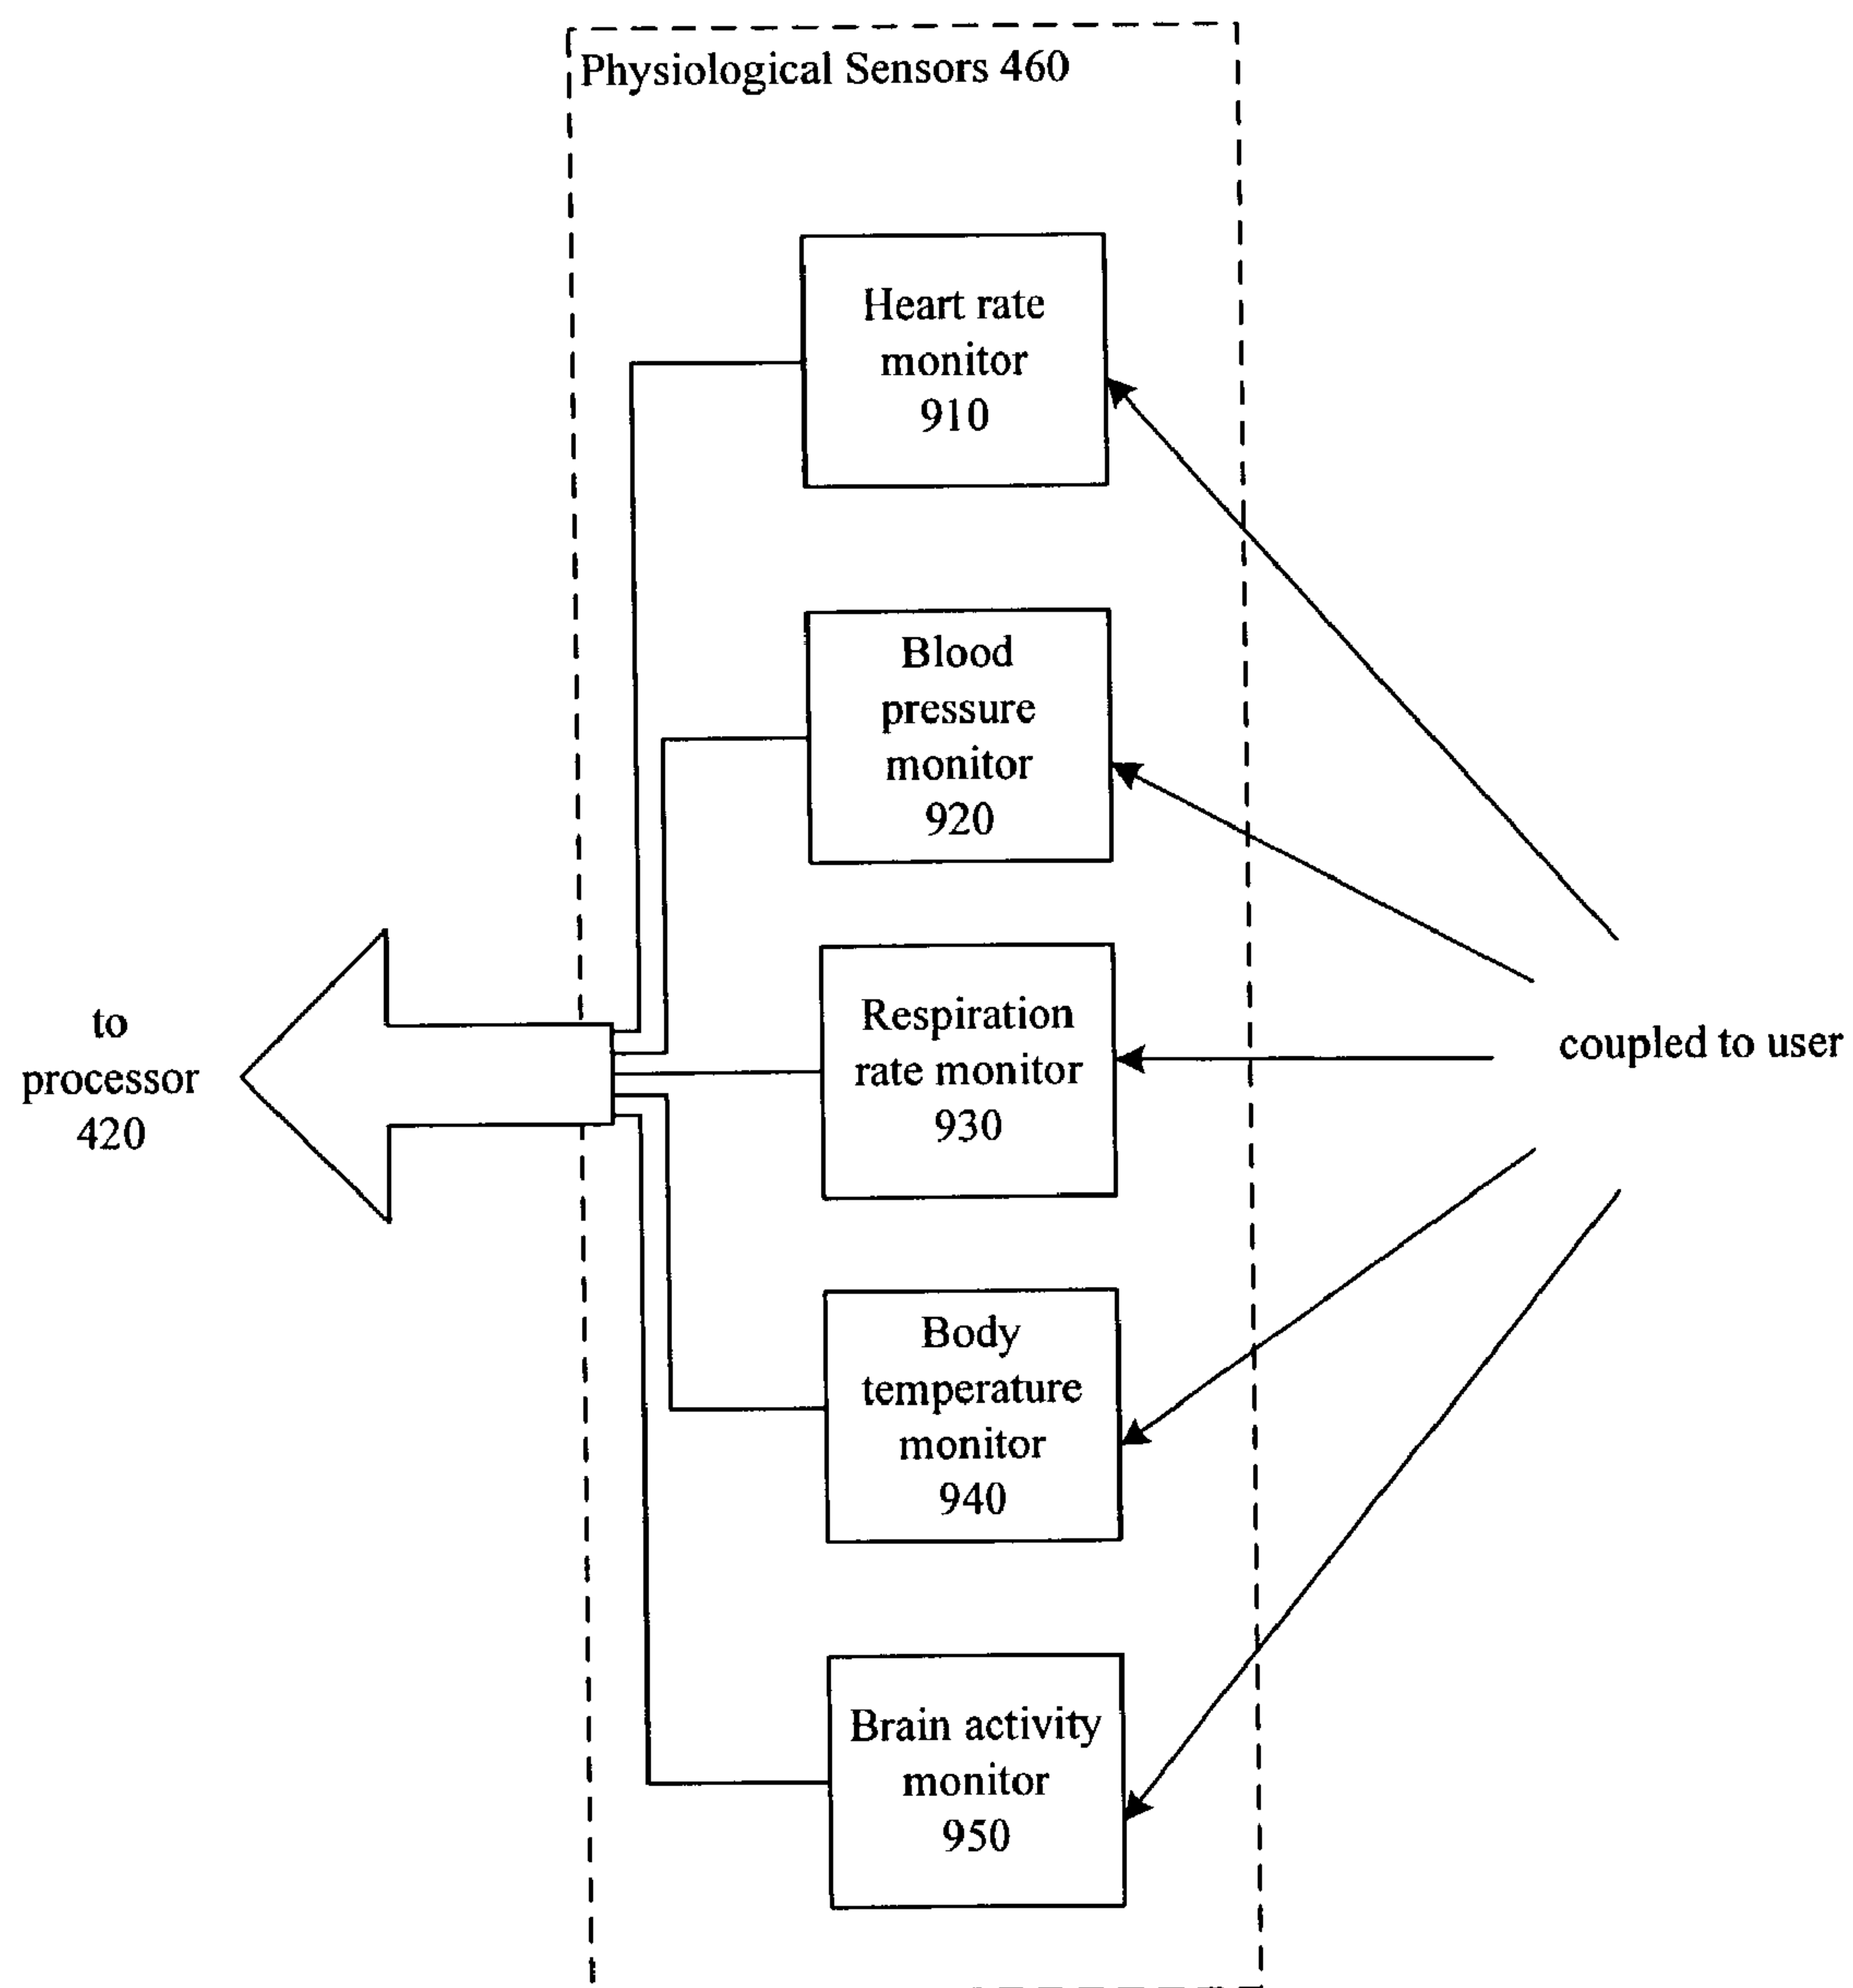 Physiological Sensors 460
Heart rate
monitor
910
Blood
pressure
monitor
920
to
processor
420
Respiration
rate monitor
930
coupled to user
Body
temperature
monitor
940
Brain activity
monitor
950